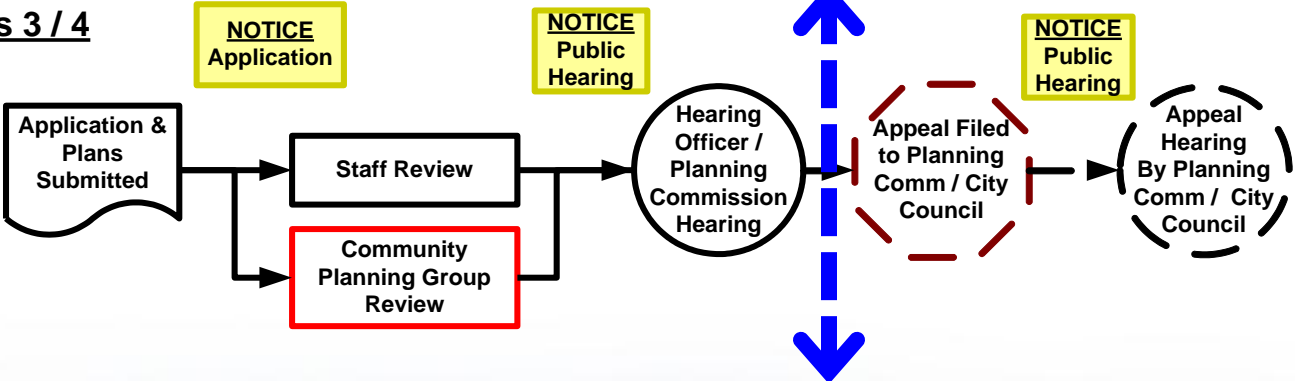 s 3 / 4
NOTICE
Application
NOTICE
Public
Hearing
NOTICE
Public
Hearing
Application &
Plans
Submitted
Staff Review
Community
Planning Group
Review
Hearing
Officer /
Planning
Commission
Hearing
Appeal Filed
to Planning
Comm / City
Council
Appeal
Hearing
By Planning
Comm / City
Council